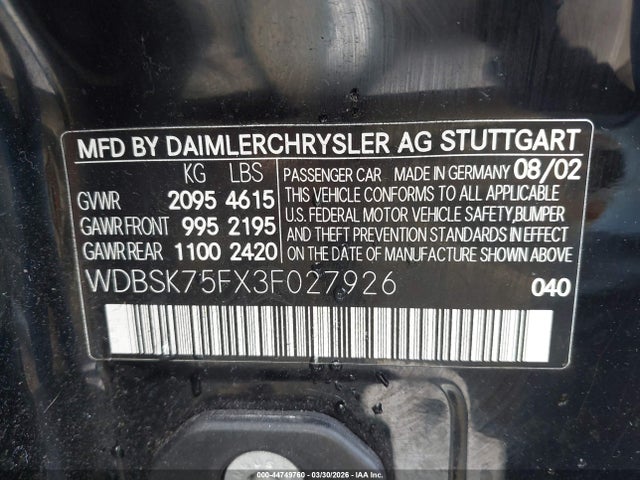 MFD BY DAIMLERCHRYSLER AG STUTTGART
KG LBS
GVWR 2095 4615
GAWR FRONT 995 2195
GAWR REAR 1100 2420
PASSENGER CAR MADE IN GERMANY 08/02
THIS VEHICLE CONFORMS TO ALL APPLICABLE
U.S. FEDERAL MOTOR VEHICLE SAFETY,BUMPER
AND THEFT PREVENTION STANDARDS IN EFFECT
ON THE DATE OF MANUFACTURE SHOWN ABOVE
WDBSK75FX3F027926 040
000-44749760 - 03/30/2026 - IAA Inc.